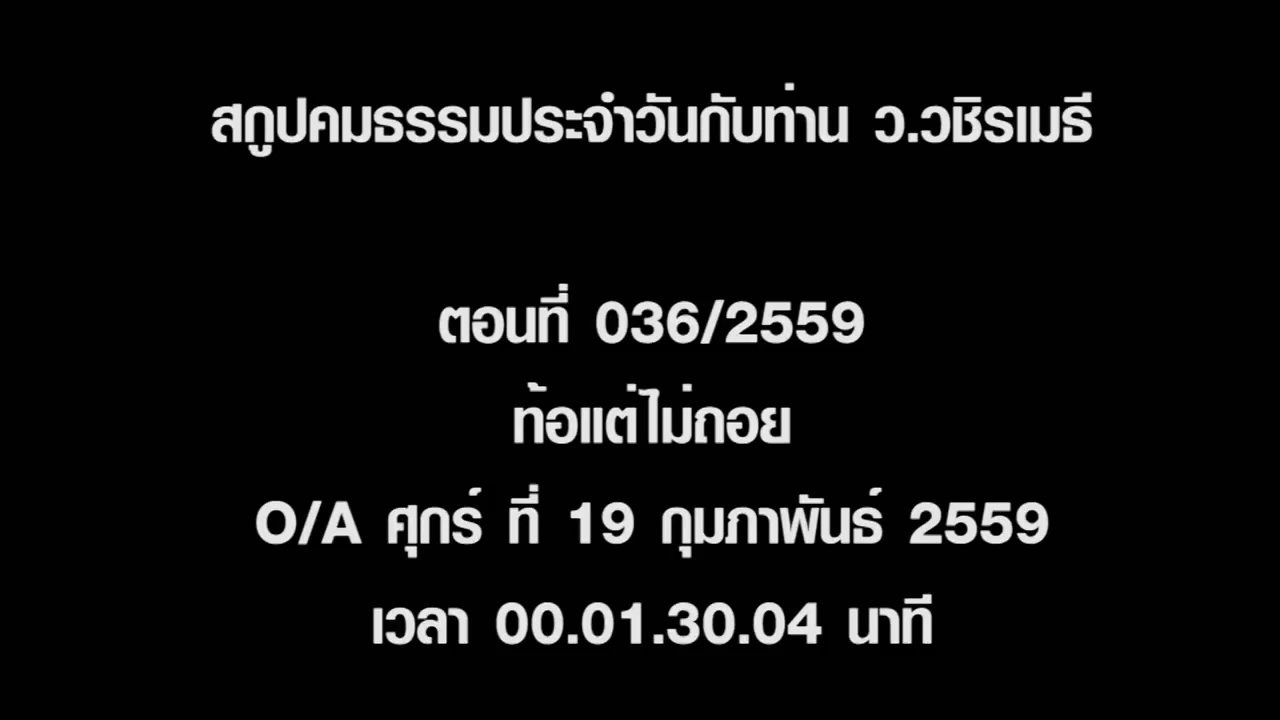 สกูปคมธรรมประจำวันกับท่าน ว.วชิรเมธี
ตอนที่ 036/2559
ท้อแต่ไม่ถอย
O/A ศุกร์ ที่ 19 กุมภาพันธ์ 2559
เวลา 00.01.30.04 นาที